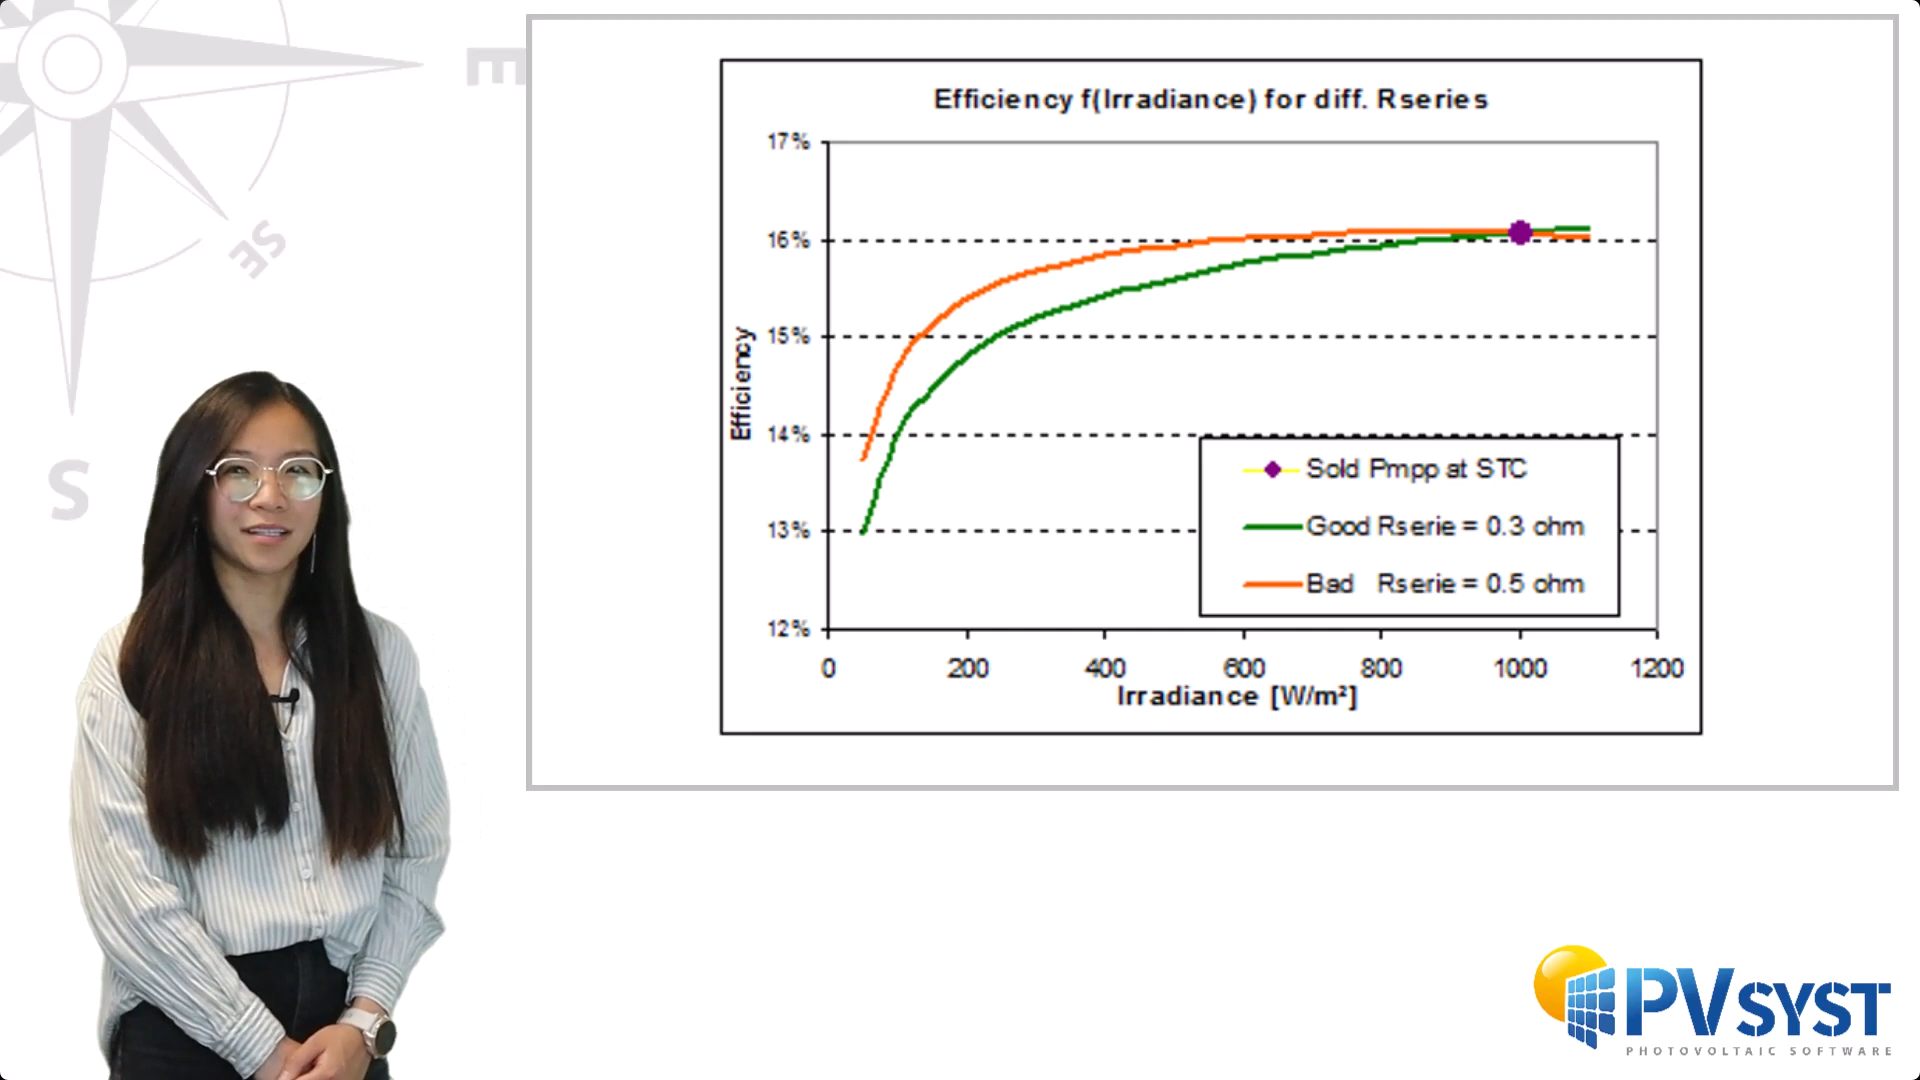 E
SE
S
Efficiency f(Irradiance) for diff. Rseries
17%
16%
15%
14%
13%
12%
Efficiency
Sold Pmpp at STC
Good Rserie = 0.3 ohm
Bad Rserie = 0.5 ohm
0 200 400 600 800 1000 1200
Irradiance [W/m²]
PVSYST
PHOTOVOLTAIC SOFTWARE